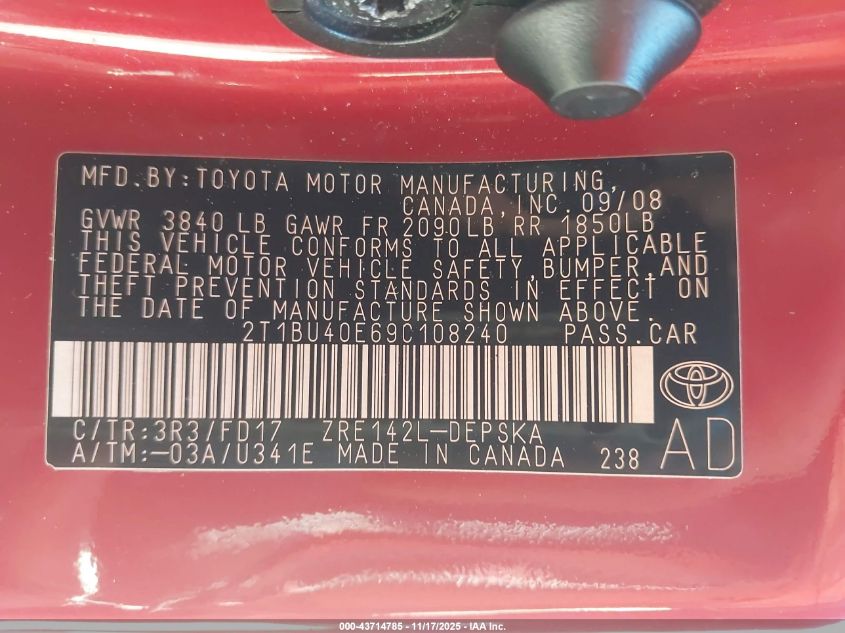 MFD.BY:TOYOTA MOTOR MANUFACTURING,
CANADA,INC. 09/08
GVWR 3840 LB GAWR FR 2090LB RR 1850LB
THIS VEHICLE CONFORMS TO ALL APPLICABLE
FEDERAL MOTOR VEHICLE SAFETY,BUMPER,AND
THEFT PREVENTION STANDARDS IN EFFECT ON
THE DATE OF MANUFACTURE SHOWN ABOVE.
2T1BU40E69C108240 PASS.CAR
C/TR:3R3/FD17 ZRE142L-DEPSKA
A/TM:-03A/U341E MADE IN CANADA 238
AD
000-43714785 - 11/17/2025 - IAA Inc.